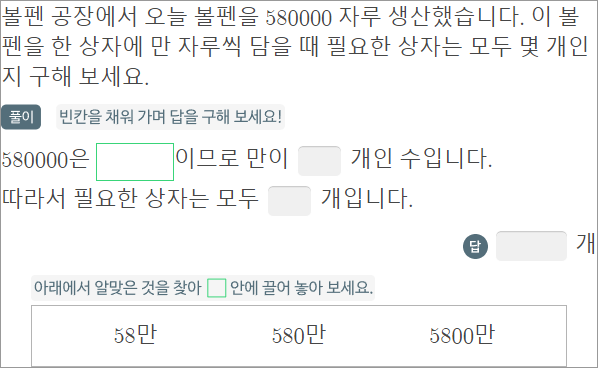 볼펜 공장에서 오늘 볼펜을 580000 자루 생산했습니다. 이 볼
펜을 한 상자에 만 자루씩 담을 때 필요한 상자는 모두 몇 개인
지 구해 보세요.
풀이 빈칸을 채워 가며 답을 구해 보세요!
580000은 이므로 만이 개인 수입니다.
따라서 필요한 상자는 모두 개입니다.
답 개
아래에서 알맞은 것을 찾아 안에 끌어 놓아 보세요.
58만 580만 5800만